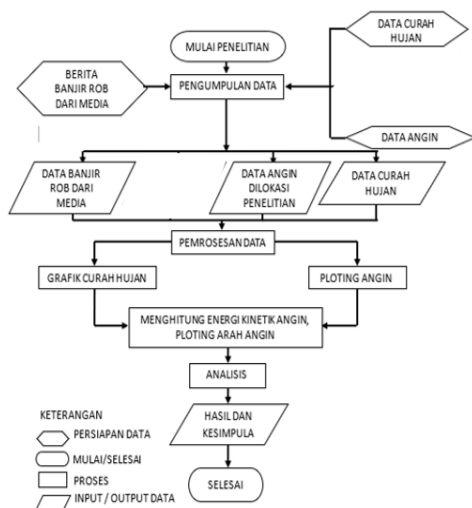 MULAI PENELITIAN
DATA CURAH
HUJAN
BERITA
BANJIR ROB
DARI MEDIA
PENGUMPULAN DATA
DATA ANGIN
DATA BANJIR
ROB DARI
MEDIA
DATA ANGIN
DILOKASI
PENELITIAN
DATA CURAH
HUJAN
PEMROSESAN DATA
GRAFIK CURAH HUJAN
PLOTING ANGIN
MENGHITUNG ENERGI KINETIK ANGIN,
PLOTING ARAH ANGIN
ANALISIS
HASIL DAN
KESIMPULA
SELESAI
KETERANGAN
PERSIAPAN DATA
MULAI/SELESAI
PROSES
INPUT / OUTPUT DATA